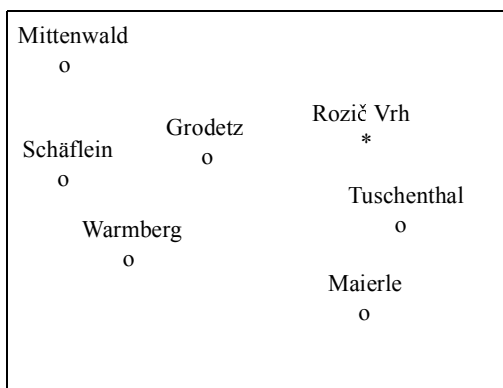 Mittenwald
o
Rozič Vrh
*
Grodetz
o
Schäflein
o
Tuschenthal
o
Warmberg
o
Maierle
o